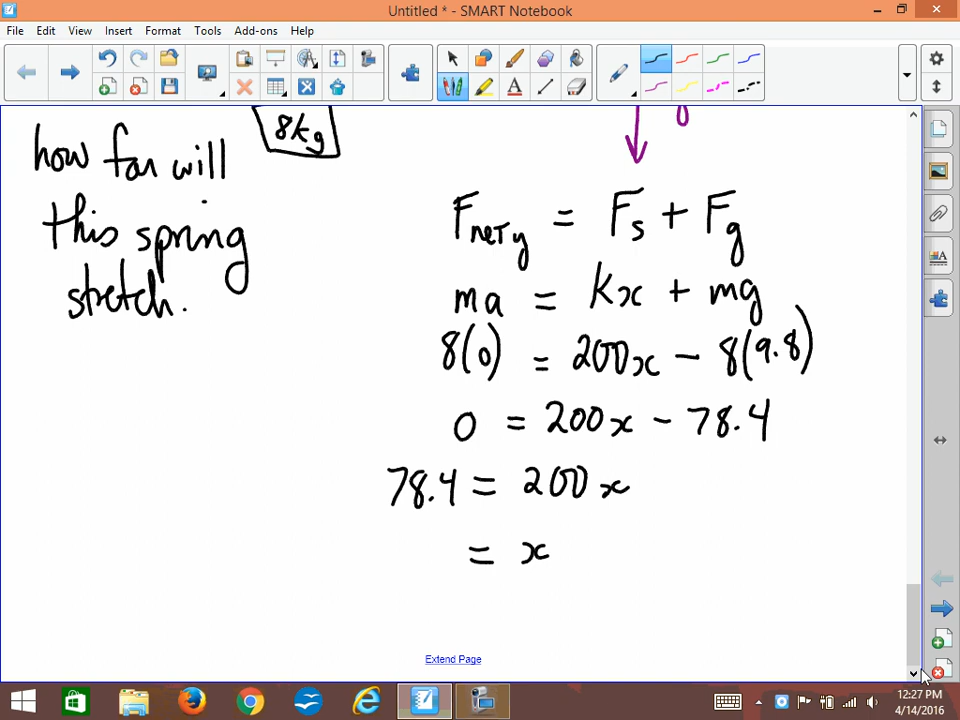 Untitled * - SMART Notebook
File Edit View Insert Format Tools Add-ons Help
8kg
g
how far will
this spring
stretch.
Fnety = Fs + Fg
ma = kx + mg
8(0) = 200x - 8(9.8)
0 = 200x - 78.4
78.4 = 200x
= x
Extend Page
12:27 PM
4/14/2016